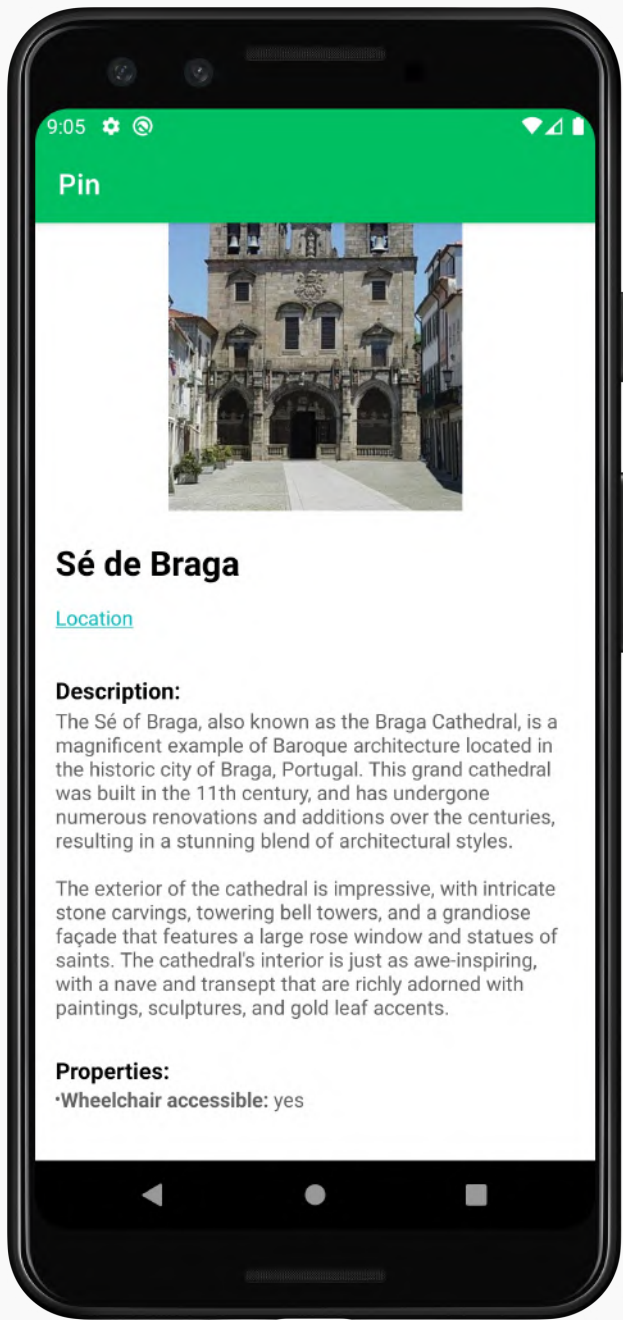 9:05
Pin
Sé de Braga
Location
Description:
The Sé of Braga, also known as the Braga Cathedral, is a
magnificent example of Baroque architecture located in
the historic city of Braga, Portugal. This grand cathedral
was built in the 11th century, and has undergone
numerous renovations and additions over the centuries,
resulting in a stunning blend of architectural styles.
The exterior of the cathedral is impressive, with intricate
stone carvings, towering bell towers, and a grandiose
façade that features a large rose window and statues of
saints. The cathedral's interior is just as awe-inspiring,
with a nave and transept that are richly adorned with
paintings, sculptures, and gold leaf accents.
Properties:
•Wheelchair accessible: yes